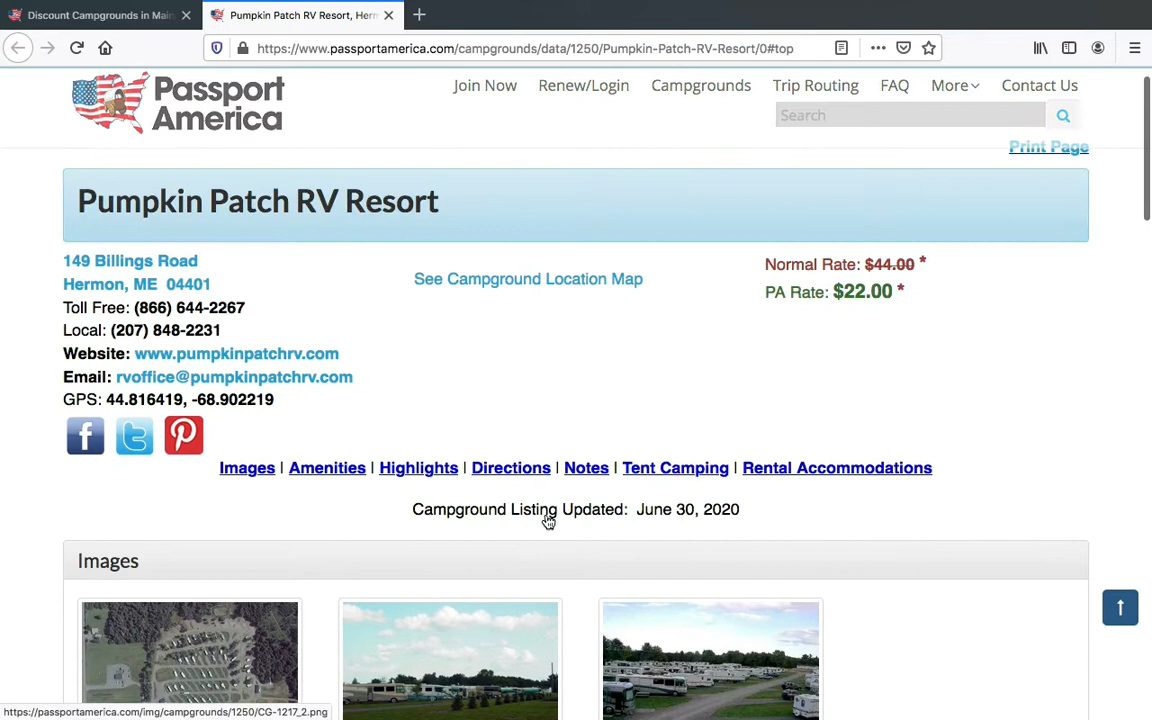 Discount Campgrounds in Main
Pumpkin Patch RV Resort, Herm
https://www.passportamerica.com/campgrounds/data/1250/Pumpkin-Patch-RV-Resort/0#top
Passport America
Join Now Renew/Login Campgrounds Trip Routing FAQ More Contact Us
Search
Print Page
Pumpkin Patch RV Resort
149 Billings Road
Hermon, ME 04401
Toll Free: (866) 644-2267
Local: (207) 848-2231
Website: www.pumpkinpatchrv.com
Email: rvoffice@pumpkinpatchrv.com
GPS: 44.816419, -68.902219
See Campground Location Map
Normal Rate: $44.00 *
PA Rate: $22.00 *
Images | Amenities | Highlights | Directions | Notes | Tent Camping | Rental Accommodations
Campground Listing Updated: June 30, 2020
Images
https://passportamerica.com/img/campgrounds/1250/CG-1217_2.png